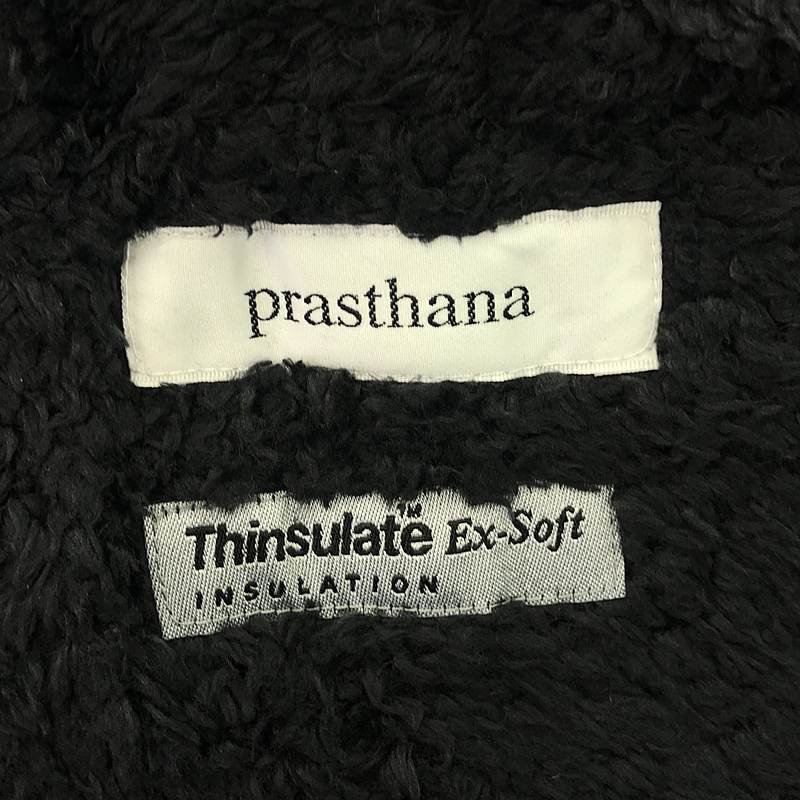 prasthana
Thinsulate™ Ex-Soft
INSULATION